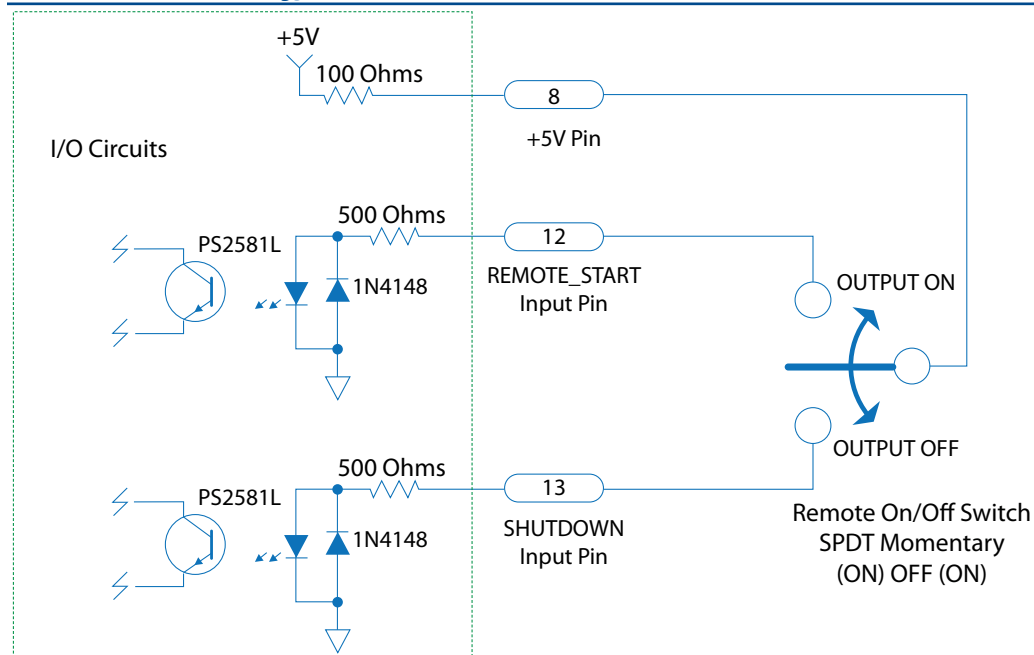 +5V
100 Ohms
8
+5V Pin
I/O Circuits
500 Ohms
PS2581L
12
1N4148
REMOTE_START
Input Pin
OUTPUT ON
OUTPUT OFF
500 Ohms
PS2581L
13
1N4148
SHUTDOWN
Input Pin
Remote On/Off Switch
SPDT Momentary
(ON) OFF (ON)